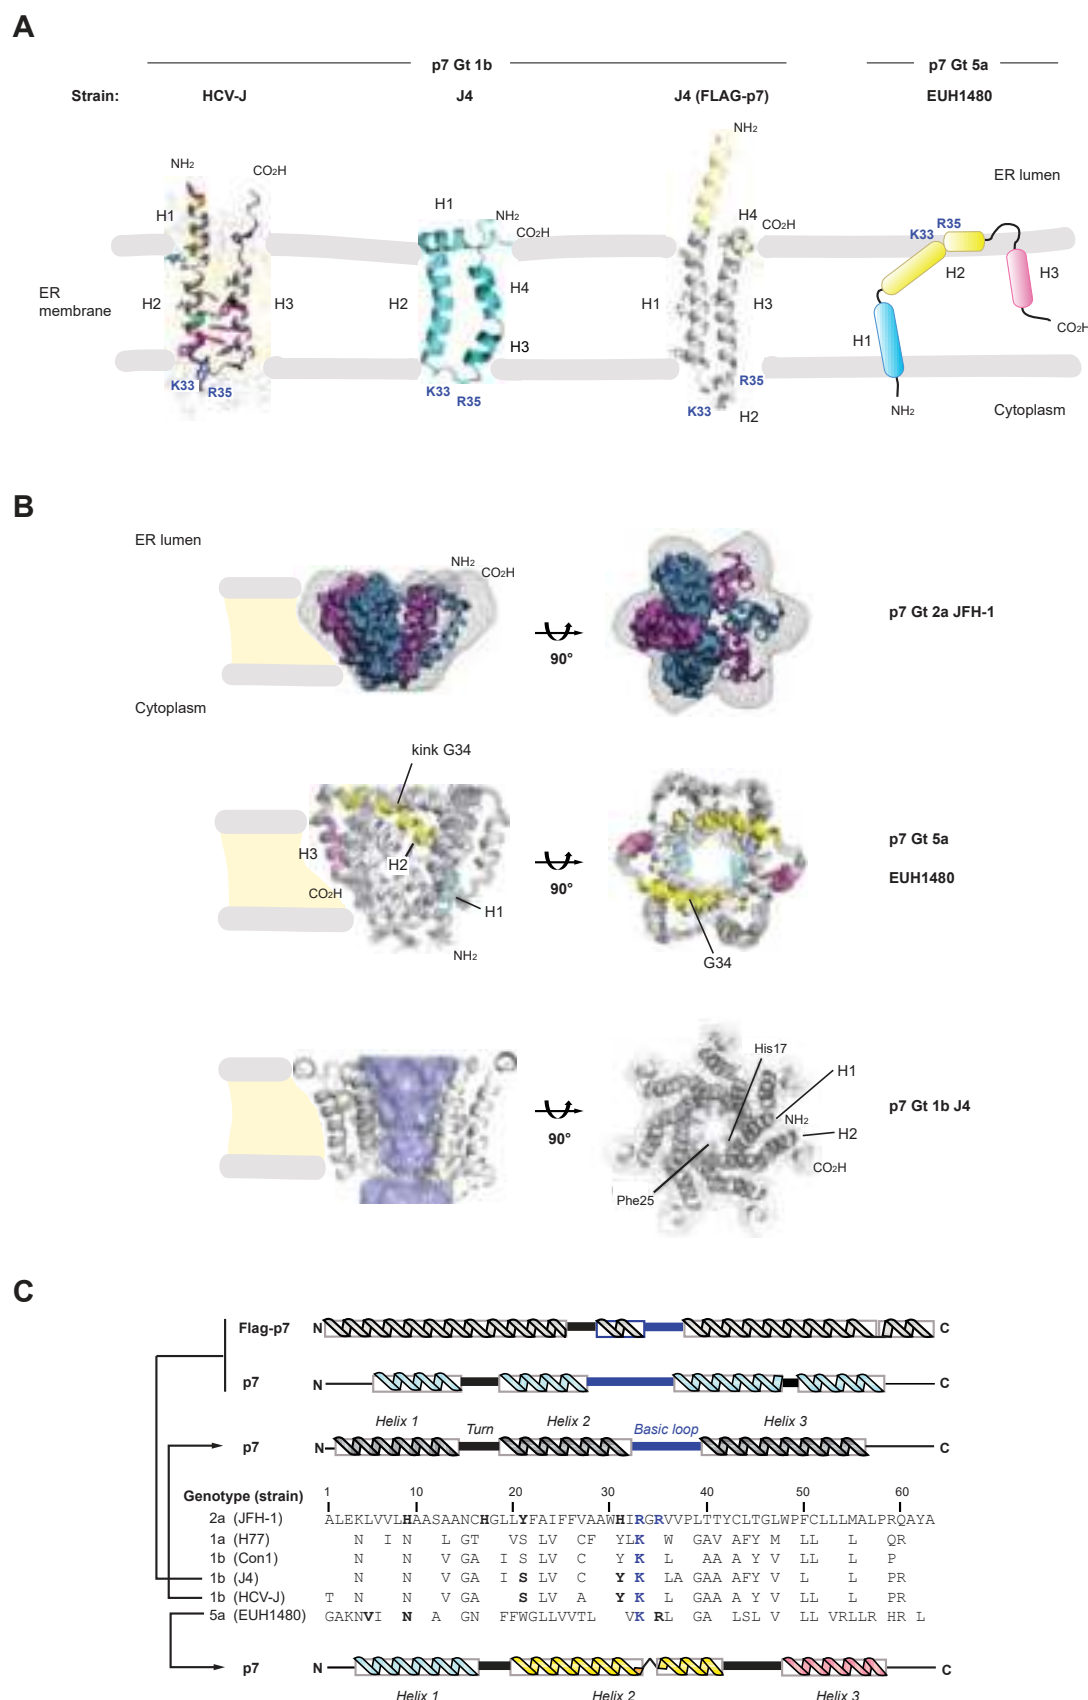 A
p7 Gt 1b
p7 Gt 5a
Strain:
HCV-J
J4
J4 (FLAG-p7)
EUH1480
NH2
CO2H
H1
H2
H3
K33
R35
H1
NH2
CO2H
H2
H4
H3
K33
R35
NH2
H4
CO2H
H1
H3
R35
K33
H2
ER lumen
R35
K33
H2
H3
CO2H
H1
NH2
Cytoplasm
ER
membrane
B
ER lumen
NH2
CO2H
90°
p7 Gt 2a JFH-1
Cytoplasm
kink G34
H3
H2
CO2H
H1
NH2
90°
G34
p7 Gt 5a
EUH1480
90°
His17
H1
NH2
H2
CO2H
Phe25
p7 Gt 1b J4
C
Flag-p7 N C
p7 N C
Helix 1 Turn Helix 2 Basic loop Helix 3
p7 N C
Genotype (strain) 1 10 20 30 40 50 60
2a (JFH-1) ALEKLVVLHAASAANCHGLLYFAIFFVAAWHIRGRVVPLTTYCLTGLWPFCLLLMALPRQAYA
1a (H77) N I N L GT VS LV CF YLK W GAV AFY M LL L QR
1b (Con1) N N V GA I S LV C Y K L AA A Y V LL L P
1b (J4) N N V GA I S LV C Y K LA GAA AFY V L L PR
1b (HCV-J) T N N V GA S LV A Y K L GAA AY V LL L PR
5a (EUH1480) GAKNVI N A GN FFWGLLVVTL VK RL GA LSL V LL VRLLR HR L
p7 N C
Helix 1 Helix 2 Helix 3